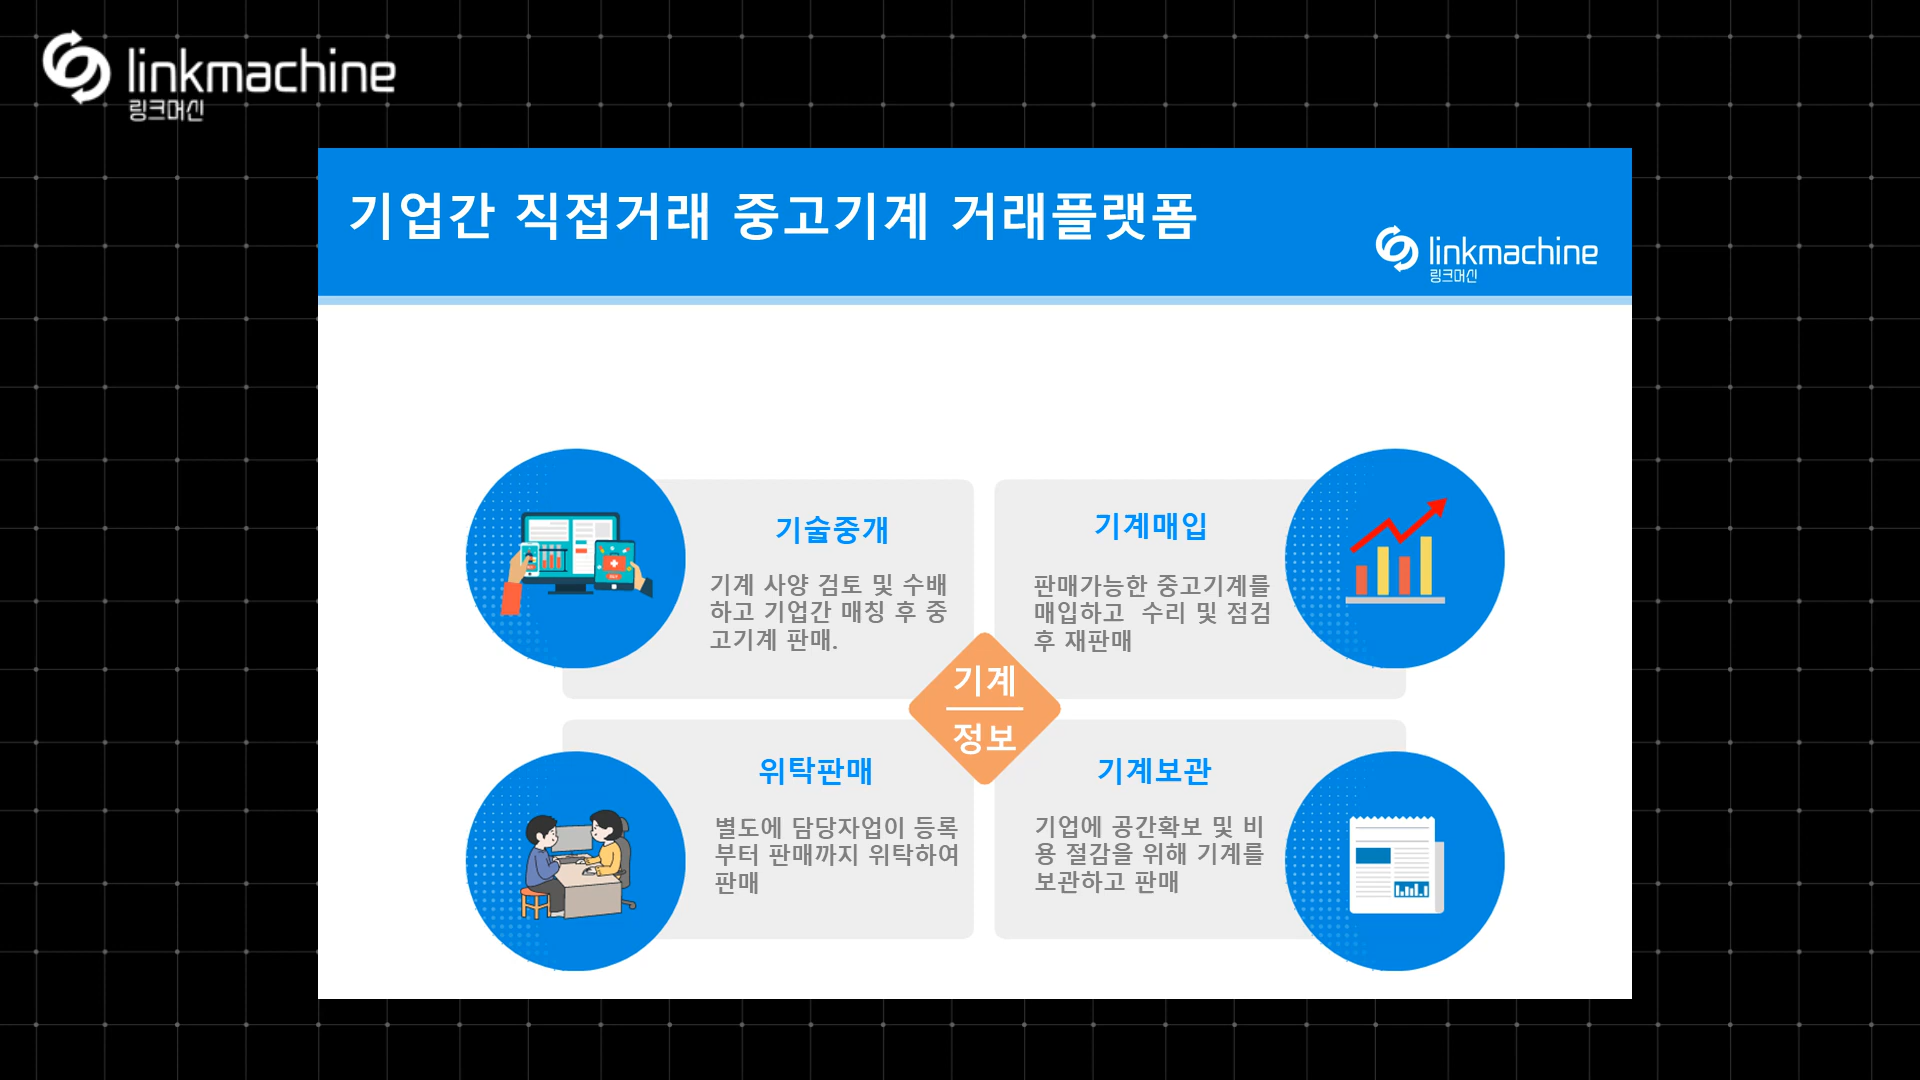 linkmachine
링크머신
기업간 직접거래 중고기계 거래플랫폼
linkmachine
링크머신
기술중개
기계 사양 검토 및 수배
하고 기업간 매칭 후 중
고기계 판매.
기계매입
판매가능한 중고기계를
매입하고 수리 및 점검
후 재판매
기계
정보
위탁판매
별도에 담당자업이 등록
부터 판매까지 위탁하여
판매
기계보관
기업에 공간확보 및 비
용 절감을 위해 기계를
보관하고 판매